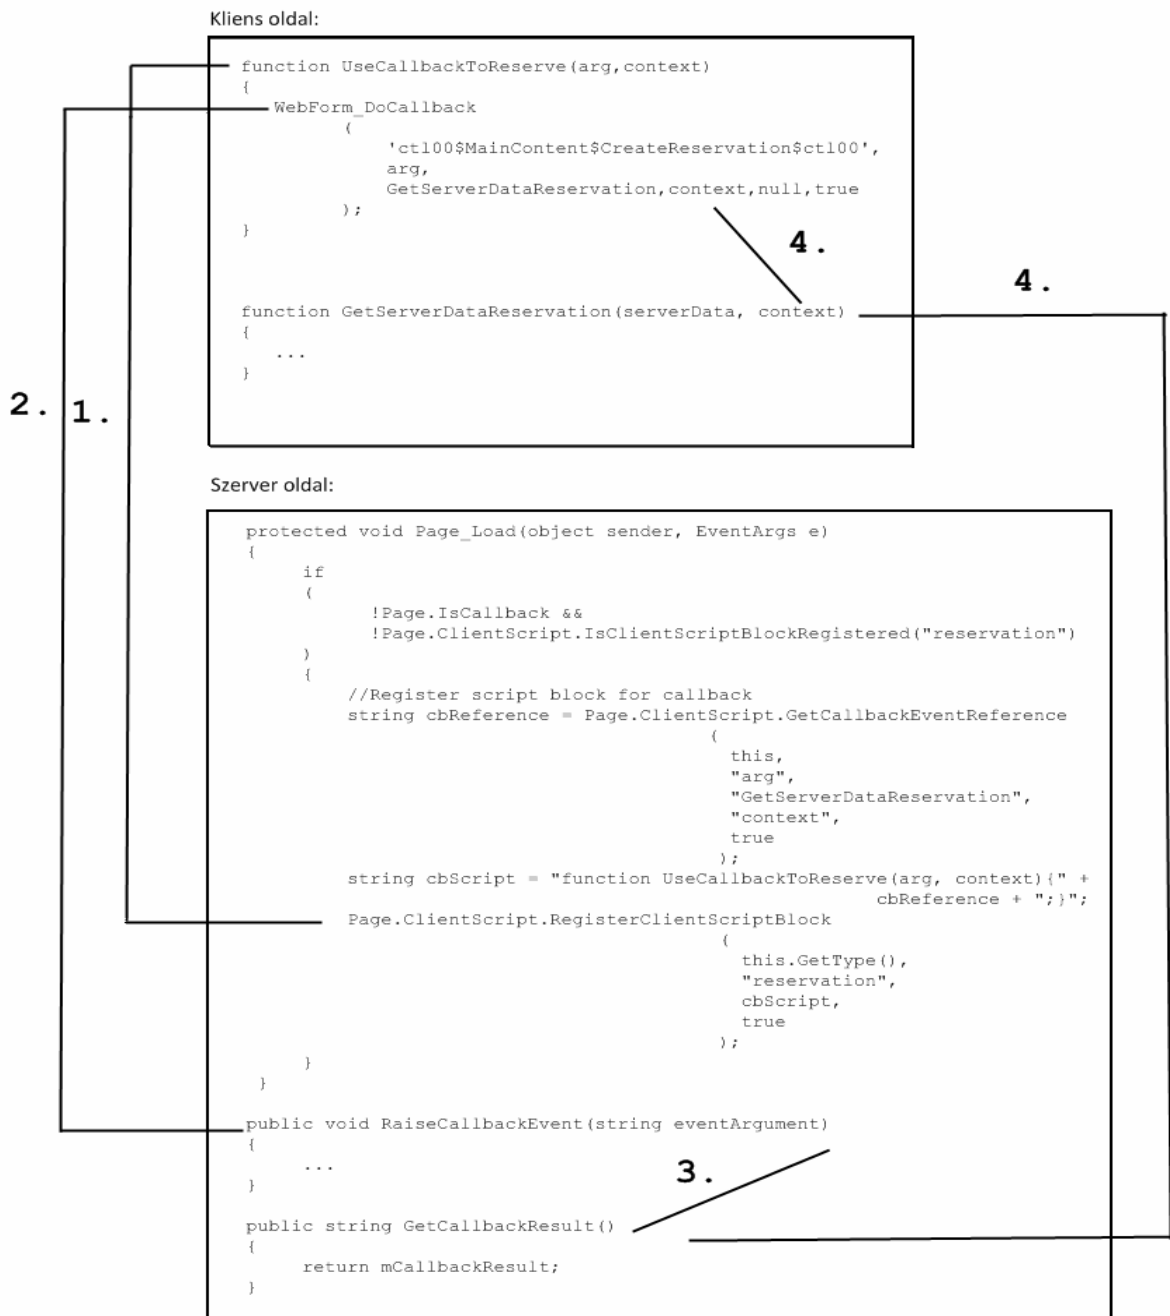 Kliens oldal:
function UseCallbackToReserve(arg,context)
{
WebForm_DoCallback
(
'ctl00$MainContent$CreateReservation$ctl00',
arg,
GetServerDataReservation,context,null,true
);
}
4.
4.
function GetServerDataReservation(serverData, context)
{
...
}
2. 1.
Szerver oldal:
protected void Page_Load(object sender, EventArgs e)
{
if
(
!Page.IsCallback &&
!Page.ClientScript.IsClientScriptBlockRegistered("reservation")
)
{
//Register script block for callback
string cbReference = Page.ClientScript.GetCallbackEventReference
(
this,
"arg",
"GetServerDataReservation",
"context",
true
);
string cbScript = "function UseCallbackToReserve(arg, context){" +
cbReference + ";}";
Page.ClientScript.RegisterClientScriptBlock
(
this.GetType(),
"reservation",
cbScript,
true
);
}
}
public void RaiseCallbackEvent(string eventArgument)
{
...
}
3.
public string GetCallbackResult()
{
return mCallbackResult;
}